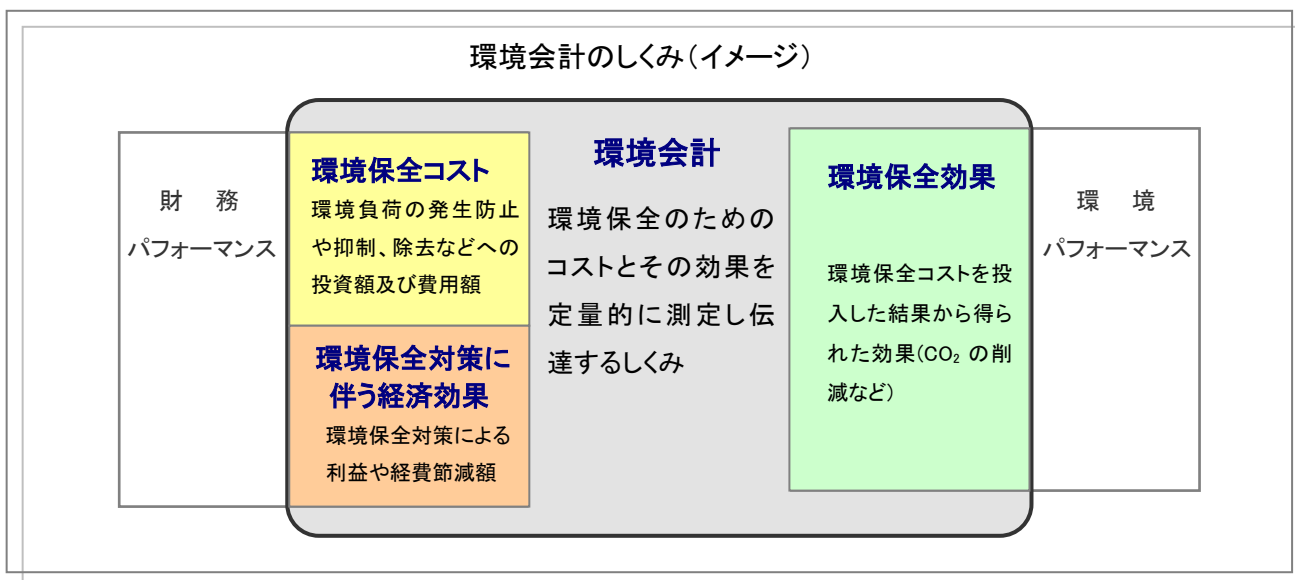 環境会計のしくみ（イメージ）
財　務
パフォーマンス
環境保全コスト
環境負荷の発生防止
や抑制、除去などへの
投資額及び費用額
環境保全対策に
伴う経済効果
環境保全対策による
利益や経費節減額
環境会計
環境保全のための
コストとその効果を
定量的に測定し伝
達するしくみ
環境保全効果
環境保全コストを投
入した結果から得ら
れた効果(CO₂ の削
減など)
環　境
パフォーマンス